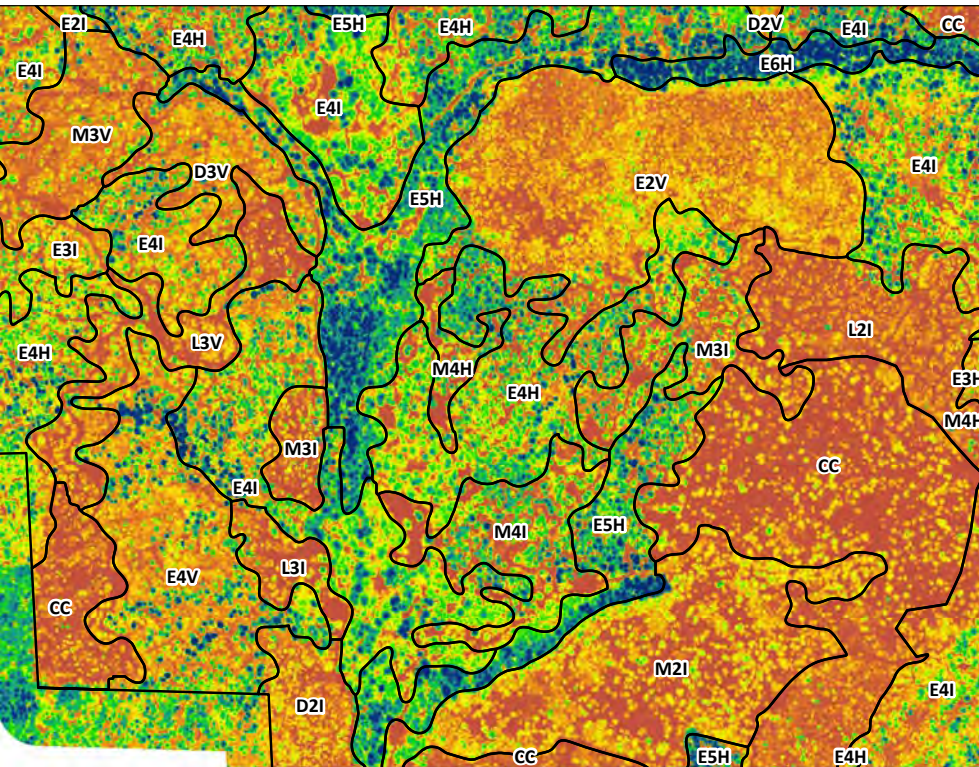 E2I
E5H
D2V
CC
E4H
E4H
E4I
E4I
E6H
E4I
M3V
D3V
E4I
E2V
E5H
E3I
E4I
L2I
L3V
M3I
E4H
M4H
E3H
E4H
M4H
M3I
CC
E4I
E5H
M4I
L3I
E4V
CC
M2I
E4I
D2I
CC
E5H
E4H